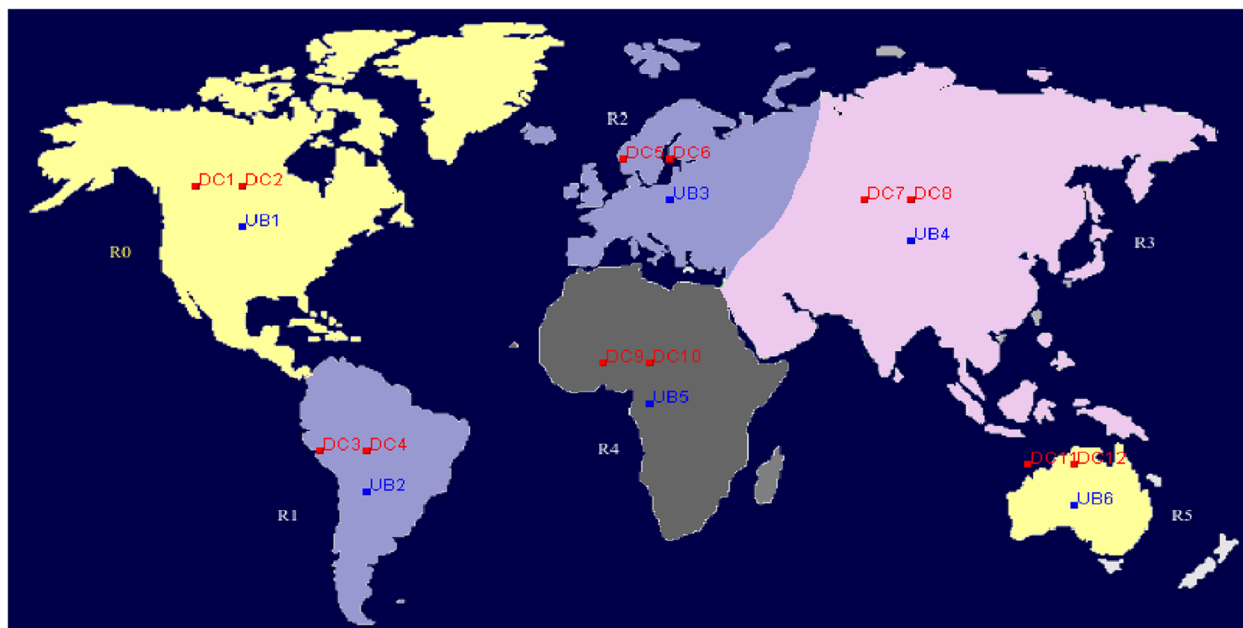 R2
DC5 DC6
DC1 DC2
UB3
DC7 DC8
UB1
UB4
R0
R3
DC9 DC10
UB5
DC3 DC4
R4
DC11 DC12
UB2
UB6
R1
R5